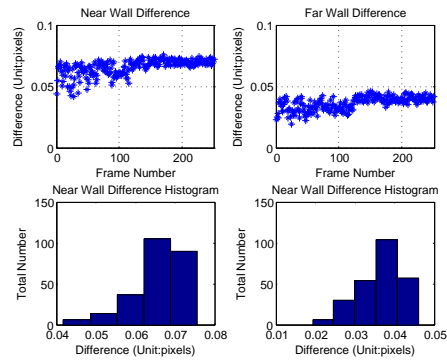 Near Wall Difference
0.1
0.05
0
Difference (Unit:pixels)
0
100
200
Frame Number
Far Wall Difference
0.1
0.05
0
Difference (Unit:pixels)
0
100
200
Frame Number
Near Wall Difference Histogram
150
100
50
0
Total Number
0.04
0.05
0.06
0.07
0.08
Difference (Unit:pixels)
Near Wall Difference Histogram
150
100
50
0
Total Number
0.01
0.02
0.03
0.04
0.05
Difference (Unit:pixels)